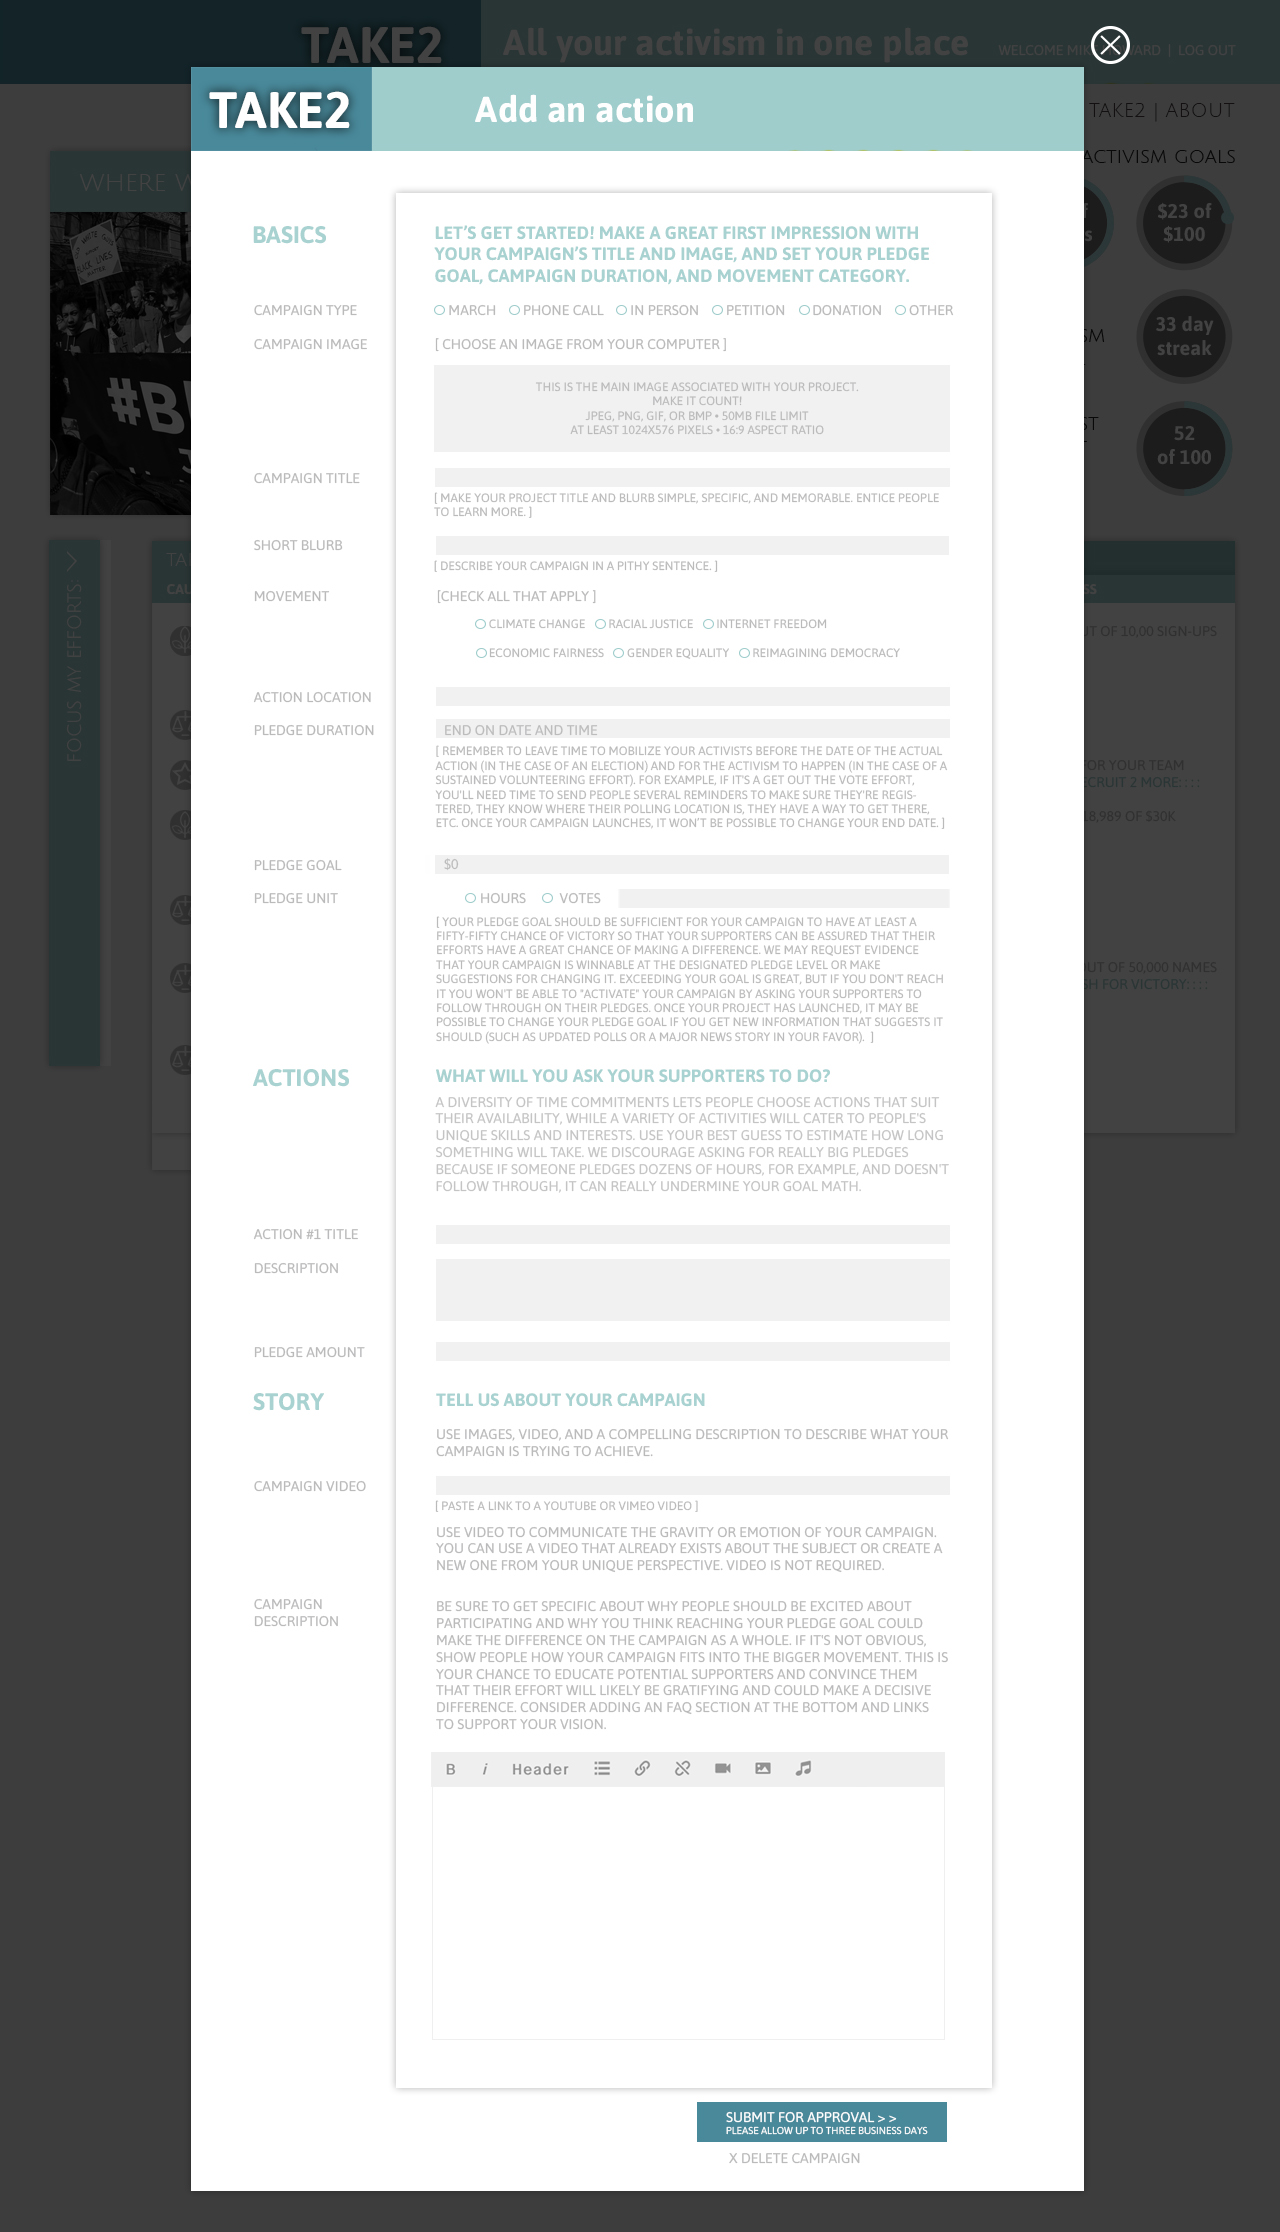 TAKE2
All your activism in one place
WELCOME MI ARD | LOG OUT
TAKE2
Add an action
TAKE2 | ABOUT
ACTIVISM GOALS
WHERE
$23 of
$100
33 day
streak
52
of 100
#B
FOCUS MY EFFORTS:
OUT OF 10,00 SIGN-UPS
FOR YOUR TEAM
RECRUIT 2 MORE: : : :
18,989 OF $30K
OUT OF 50,000 NAMES
FOR VICTORY: : : :
BASICS
LET'S GET STARTED! MAKE A GREAT FIRST IMPRESSION WITH
YOUR CAMPAIGN'S TITLE AND IMAGE, AND SET YOUR PLEDGE
GOAL, CAMPAIGN DURATION, AND MOVEMENT CATEGORY.
CAMPAIGN TYPE
MARCH PHONE CALL IN PERSON PETITION DONATION OTHER
CAMPAIGN IMAGE
[ CHOOSE AN IMAGE FROM YOUR COMPUTER ]
THIS IS THE MAIN IMAGE ASSOCIATED WITH YOUR PROJECT.
MAKE IT COUNT!
JPEG, PNG, GIF, OR BMP • 50MB FILE LIMIT
AT LEAST 1024X576 PIXELS • 16:9 ASPECT RATIO
CAMPAIGN TITLE
[ MAKE YOUR PROJECT TITLE AND BLURB SIMPLE, SPECIFIC, AND MEMORABLE. ENTICE PEOPLE
TO LEARN MORE. ]
SHORT BLURB
[ DESCRIBE YOUR CAMPAIGN IN A PITHY SENTENCE. ]
MOVEMENT
[CHECK ALL THAT APPLY ]
CLIMATE CHANGE RACIAL JUSTICE INTERNET FREEDOM
ECONOMIC FAIRNESS GENDER EQUALITY REIMAGINING DEMOCRACY
ACTION LOCATION
PLEDGE DURATION
END ON DATE AND TIME
[ REMEMBER TO LEAVE TIME TO MOBILIZE YOUR ACTIVISTS BEFORE THE DATE OF THE ACTUAL
ACTION (IN THE CASE OF AN ELECTION) AND FOR THE ACTIVISM TO HAPPEN (IN THE CASE OF A
SUSTAINED VOLUNTEERING EFFORT). FOR EXAMPLE, IF IT'S A GET OUT THE VOTE EFFORT,
YOU'LL NEED TIME TO SEND PEOPLE SEVERAL REMINDERS TO MAKE SURE THEY'RE REGIS-
TERED, THEY KNOW WHERE THEIR POLLING LOCATION IS, THEY HAVE A WAY TO GET THERE,
ETC. ONCE YOUR CAMPAIGN LAUNCHES, IT WON'T BE POSSIBLE TO CHANGE YOUR END DATE. ]
PLEDGE GOAL
$0
PLEDGE UNIT
HOURS VOTES
[ YOUR PLEDGE GOAL SHOULD BE SUFFICIENT FOR YOUR CAMPAIGN TO HAVE AT LEAST A
FIFTY-FIFTY CHANCE OF VICTORY SO THAT YOUR SUPPORTERS CAN BE ASSURED THAT THEIR
EFFORTS HAVE A GREAT CHANCE OF MAKING A DIFFERENCE. WE MAY REQUEST EVIDENCE
THAT YOUR CAMPAIGN IS WINNABLE AT THE DESIGNATED PLEDGE LEVEL OR MAKE
SUGGESTIONS FOR CHANGING IT. EXCEEDING YOUR GOAL IS GREAT, BUT IF YOU DON'T REACH
IT YOU WON'T BE ABLE TO "ACTIVATE" YOUR CAMPAIGN BY ASKING YOUR SUPPORTERS TO
FOLLOW THROUGH ON THEIR PLEDGES. ONCE YOUR PROJECT HAS LAUNCHED, IT MAY BE
POSSIBLE TO CHANGE YOUR PLEDGE GOAL IF YOU GET NEW INFORMATION THAT SUGGESTS IT
SHOULD (SUCH AS UPDATED POLLS OR A MAJOR NEWS STORY IN YOUR FAVOR). ]
ACTIONS
WHAT WILL YOU ASK YOUR SUPPORTERS TO DO?
A DIVERSITY OF TIME COMMITMENTS LETS PEOPLE CHOOSE ACTIONS THAT SUIT
THEIR AVAILABILITY, WHILE A VARIETY OF ACTIVITIES WILL CATER TO PEOPLE'S
UNIQUE SKILLS AND INTERESTS. USE YOUR BEST GUESS TO ESTIMATE HOW LONG
SOMETHING WILL TAKE. WE DISCOURAGE ASKING FOR REALLY BIG PLEDGES
BECAUSE IF SOMEONE PLEDGES DOZENS OF HOURS, FOR EXAMPLE, AND DOESN'T
FOLLOW THROUGH, IT CAN REALLY UNDERMINE YOUR GOAL MATH.
ACTION #1 TITLE
DESCRIPTION
PLEDGE AMOUNT
STORY
TELL US ABOUT YOUR CAMPAIGN
USE IMAGES, VIDEO, AND A COMPELLING DESCRIPTION TO DESCRIBE WHAT YOUR
CAMPAIGN IS TRYING TO ACHIEVE.
CAMPAIGN VIDEO
[ PASTE A LINK TO A YOUTUBE OR VIMEO VIDEO ]
USE VIDEO TO COMMUNICATE THE GRAVITY OR EMOTION OF YOUR CAMPAIGN.
YOU CAN USE A VIDEO THAT ALREADY EXISTS ABOUT THE SUBJECT OR CREATE A
NEW ONE FROM YOUR UNIQUE PERSPECTIVE. VIDEO IS NOT REQUIRED.
CAMPAIGN
DESCRIPTION
BE SURE TO GET SPECIFIC ABOUT WHY PEOPLE SHOULD BE EXCITED ABOUT
PARTICIPATING AND WHY YOU THINK REACHING YOUR PLEDGE GOAL COULD
MAKE THE DIFFERENCE ON THE CAMPAIGN AS A WHOLE. IF IT'S NOT OBVIOUS,
SHOW PEOPLE HOW YOUR CAMPAIGN FITS INTO THE BIGGER MOVEMENT. THIS IS
YOUR CHANCE TO EDUCATE POTENTIAL SUPPORTERS AND CONVINCE THEM
THAT THEIR EFFORT WILL LIKELY BE GRATIFYING AND COULD MAKE A DECISIVE
DIFFERENCE. CONSIDER ADDING AN FAQ SECTION AT THE BOTTOM AND LINKS
TO SUPPORT YOUR VISION.
B i Header
SUBMIT FOR APPROVAL > >
PLEASE ALLOW UP TO THREE BUSINESS DAYS
X DELETE CAMPAIGN